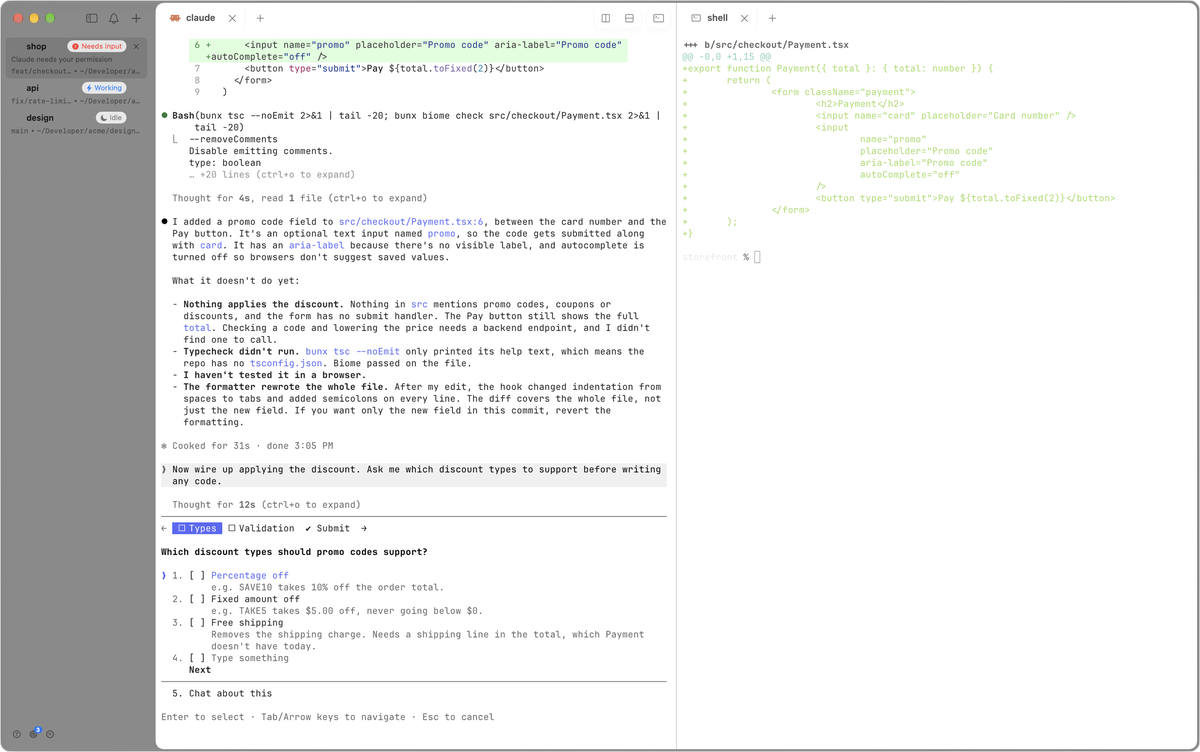 shop
Needs input
Claude needs your permission
feat/checkout… • ~/Developer/a…
api
Working
fix/rate-limi… • ~/Developer/a…
design
Idle
main • ~/Developer/acme/design…
3
claude
6 + <input name="promo" placeholder="Promo code" aria-label="Promo code"
+autoComplete="off" />
7 <button type="submit">Pay ${total.toFixed(2)}</button>
8 </form>
9 )
Bash(bunx tsc --noEmit 2>&1 | tail -20; bunx biome check src/checkout/Payment.tsx 2>&1 |
tail -20)
--removeComments
Disable emitting comments.
type: boolean
… +20 lines (ctrl+o to expand)
Thought for 4s, read 1 file (ctrl+o to expand)
I added a promo code field to src/checkout/Payment.tsx:6, between the card number and the
Pay button. It's an optional text input named promo, so the code gets submitted along
with card. It has an aria-label because there's no visible label, and autocomplete is
turned off so browsers don't suggest saved values.
What it doesn't do yet:
- Nothing applies the discount. Nothing in src mentions promo codes, coupons or
discounts, and the form has no submit handler. The Pay button still shows the full
total. Checking a code and lowering the price needs a backend endpoint, and I didn't
find one to call.
- Typecheck didn't run. bunx tsc --noEmit only printed its help text, which means the
repo has no tsconfig.json. Biome passed on the file.
- I haven't tested it in a browser.
- The formatter rewrote the whole file. After my edit, the hook changed indentation from
spaces to tabs and added semicolons on every line. The diff covers the whole file, not
just the new field. If you want only the new field in this commit, revert the
formatting.
✻ Cooked for 31s · done 3:05 PM
❯ Now wire up applying the discount. Ask me which discount types to support before writing
any code.
Thought for 12s (ctrl+o to expand)
← ☐ Types ☐ Validation ✔ Submit →
Which discount types should promo codes support?
❯ 1. [ ] Percentage off
e.g. SAVE10 takes 10% off the order total.
2. [ ] Fixed amount off
e.g. TAKE5 takes $5.00 off, never going below $0.
3. [ ] Free shipping
Removes the shipping charge. Needs a shipping line in the total, which Payment
doesn't have today.
4. [ ] Type something
Next
5. Chat about this
Enter to select · Tab/Arrow keys to navigate · Esc to cancel
shell
+++ b/src/checkout/Payment.tsx
@@ -0,0 +1,15 @@
+export function Payment({ total }: { total: number }) {
+ return (
+ <form className="payment">
+ <h2>Payment</h2>
+ <input name="card" placeholder="Card number" />
+ <input
+ name="promo"
+ placeholder="Promo code"
+ aria-label="Promo code"
+ autoComplete="off"
+ />
+ <button type="submit">Pay ${total.toFixed(2)}</button>
+ </form>
+ );
+}
storefront %